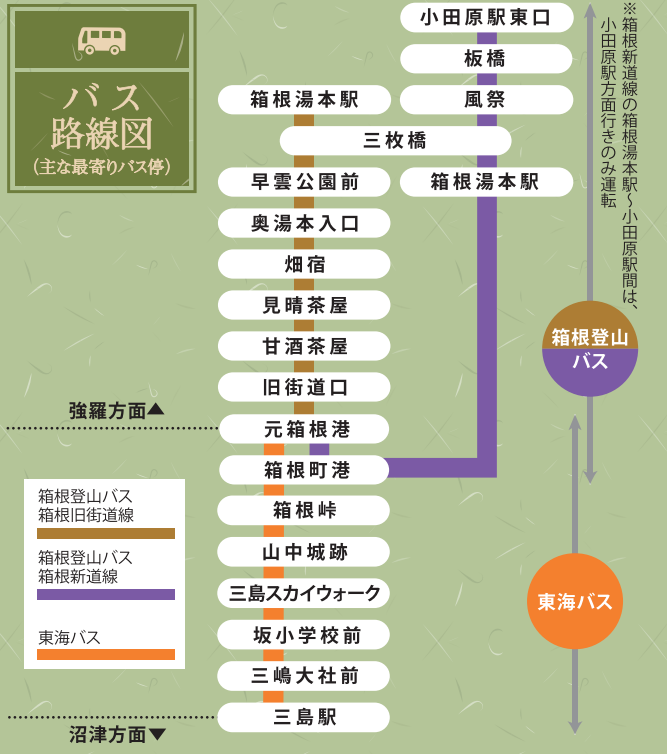 バス
路線図
（主な最寄りバス停）
小田原駅東口
板橋
箱根湯本駅
風祭
三枚橋
早雲公園前
箱根湯本駅
奥湯本入口
畑宿
見晴茶屋
甘酒茶屋
旧街道口
元箱根港
箱根町港
箱根峠
山中城跡
三島スカイウォーク
坂小学校前
三嶋大社前
三島駅
※箱根新道線の箱根湯本駅〜小田原駅間は、
小田原駅方面行きのみ運転
箱根登山
バス
東海バス
強羅方面▲
箱根登山バス
箱根旧街道線
箱根登山バス
箱根新道線
東海バス
沼津方面▼